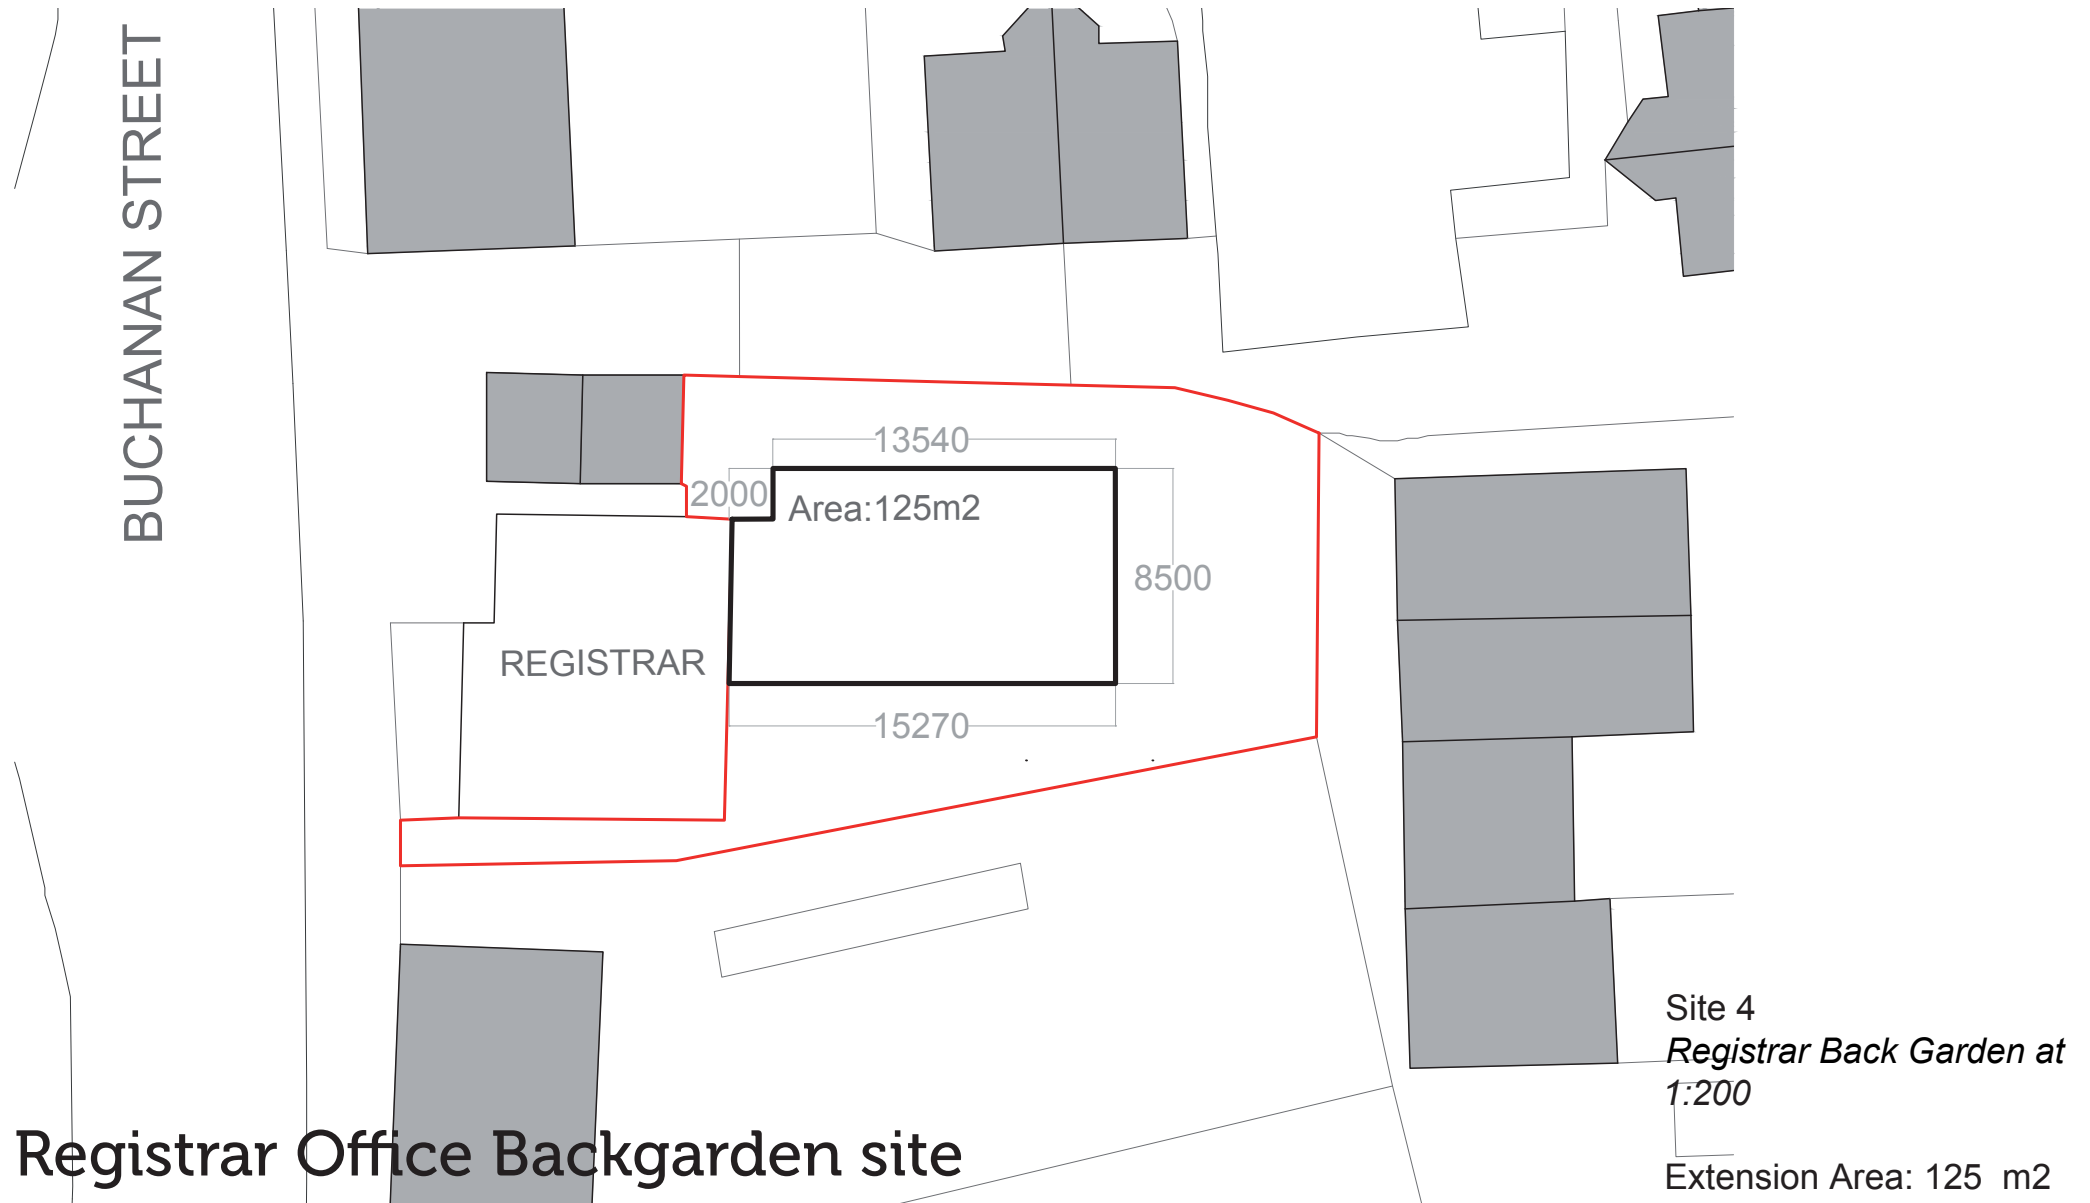 BUCHANAN STREET
13540
2000
Area:125m2
8500
REGISTRAR
15270
Site 4
Registrar Back Garden at
1:200
Registrar Office Backgarden site
Extension Area: 125 m2